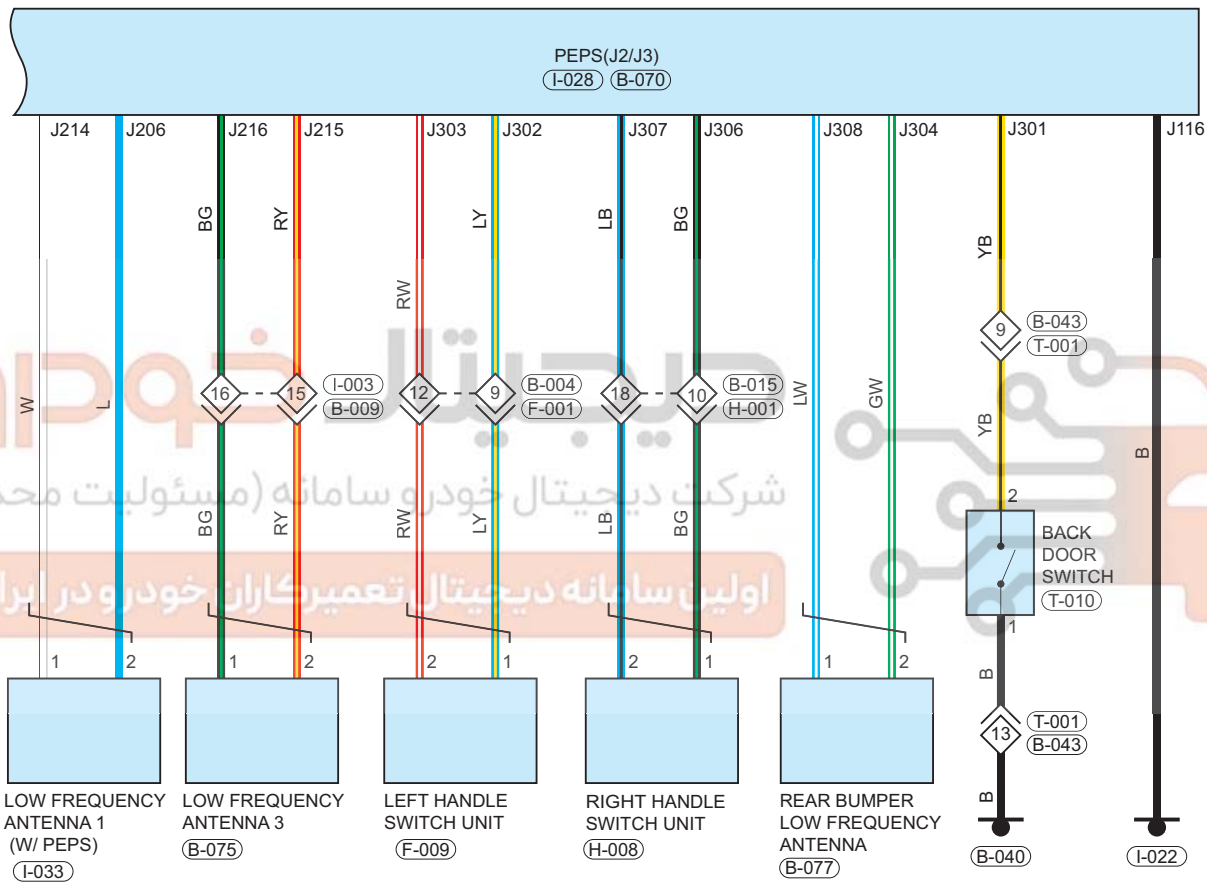 PEPS(J2/J3)
I-028 B-070
J214 J206 J216 J215 J303 J302 J307 J306 J308 J304 J301 J116
BG RY LY LB BG YB
RW
9 B-043
T-001
W L 16 15 I-003 12 9 B-004 18 10 B-015 LW GW YB B
B-009 F-001 H-001
دیجیتال خودرو
شرکت دیجیتال خودرو سامانه (مسئولیت
BG RY RW LY LB BG
2
BACK
DOOR
SWITCH
T-010
اولین سامانه دیجیتال تعمیرکاران خودرو در
1
1 2 1 2 2 1 2 1 1 2
B
T-001
13 B-043
B
LOW FREQUENCY
ANTENNA 1
(W/ PEPS)
I-033
LOW FREQUENCY
ANTENNA 3
B-075
LEFT HANDLE
SWITCH UNIT
F-009
RIGHT HANDLE
SWITCH UNIT
H-008
REAR BUMPER
LOW FREQUENCY
ANTENNA
B-077
B-040
I-022